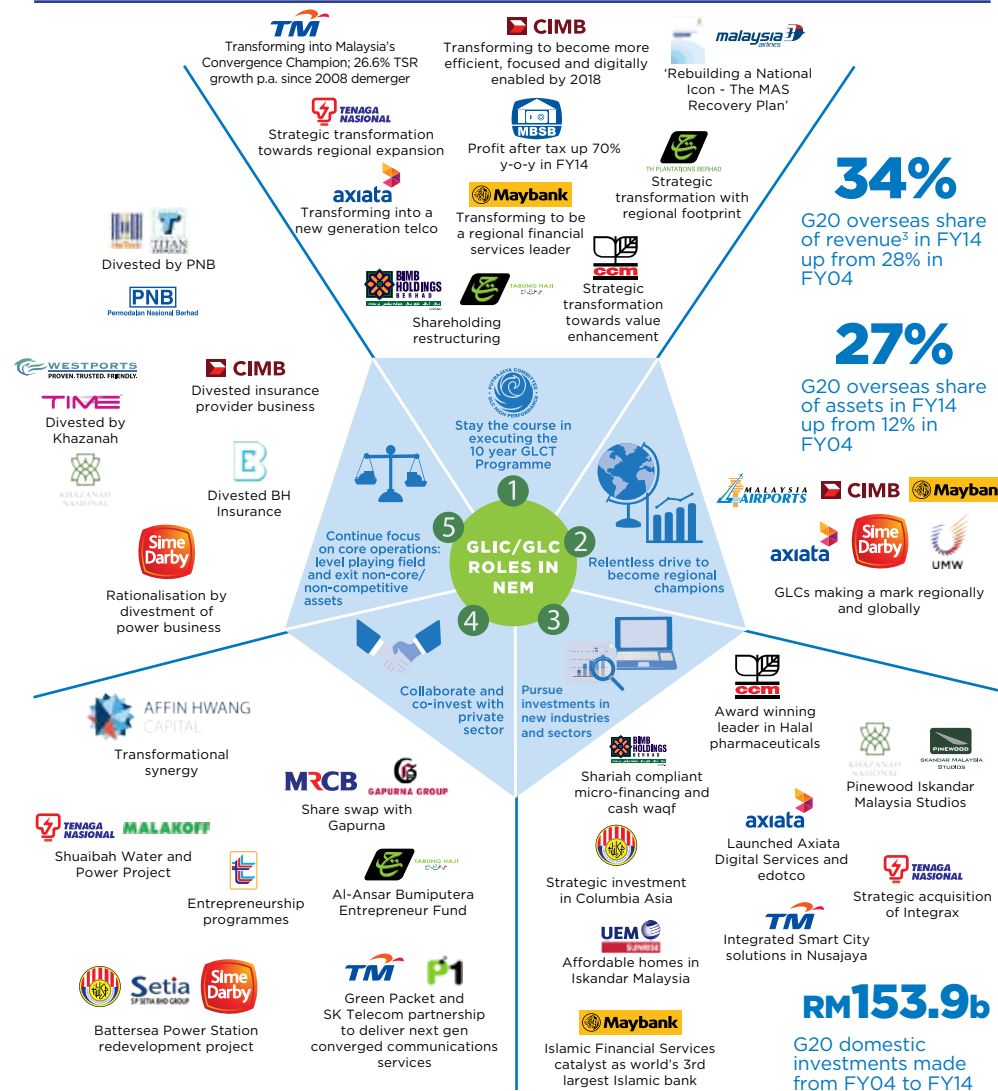 TM
Transforming into Malaysia's
Convergence Champion; 26.6% TSR
growth p.a. since 2008 demerger
CIMB
Transforming to become more
efficient, focused and digitally
enabled by 2018
malaysia
airlines
‘Rebuilding a National
Icon - The MAS
Recovery Plan’
TENAGA
NASIONAL
Strategic transformation
towards regional expansion
MBSB
Profit after tax up 70%
y-o-y in FY14
TH PLANTATIONS BERHAD
Strategic
transformation with
regional footprint
axiata
Transforming into a
new generation telco
Maybank
Transforming to be
a regional financial
services leader
BIMB
HOLDINGS
BERHAD
TABUNG HAJI
Shareholding
restructuring
ccm
Strategic
transformation
towards value
enhancement
34%
G20 overseas share
of revenue³ in FY14
up from 28% in
FY04
27%
G20 overseas share
of assets in FY14
up from 12% in
FY04
MALAYSIA
AIRPORTS
CIMB
Mayban
axiata
Sime
Darby
UMW
GLCs making a mark regionally
and globally
TITAN
Divested by PNB
PNB
Permodalan Nasional Berhad
WESTPORTS
PROVEN. TRUSTED. FRIENDLY.
TIME
Divested by
Khazanah
KHAZANAH
NASIONAL
CIMB
Divested insurance
provider business
Divested BH
Insurance
Sime
Darby
Rationalisation by
divestment of
power business
PUTRAJAYA COMMITTEE
GLC HIGH PERFORMANCE
Stay the course in
executing the
10 year GLCT
Programme
1
2
Relentless drive to
become regional
champions
3
Pursue
investments in
new industries
and sectors
4
Collaborate and
co-invest with
private
sector
5
Continue focus
on core operations:
level playing field
and exit non-core/
non-competitive
assets
GLIC/GLC
ROLES IN
NEM
AFFIN HWANG
CAPITAL
Transformational
synergy
MRCB
GAPURNA GROUP
Share swap with
Gapurna
TENAGA
NASIONAL
MALAKOFF
Shuaibah Water and
Power Project
Entrepreneurship
programmes
TABUNG HAJI
Al-Ansar Bumiputera
Entrepreneur Fund
Setia
SP SETIA BHD GROUP
Sime
Darby
Battersea Power Station
redevelopment project
TM
P1
Green Packet and
SK Telecom partnership
to deliver next gen
converged communications
services
ccm
Award winning
leader in Halal
pharmaceuticals
BIMB
HOLDINGS
BERHAD
Shariah compliant
micro-financing and
cash waqf
KHAZANAH
NASIONAL
PINEWOOD
ISKANDAR MALAYSIA
STUDIOS
Pinewood Iskandar
Malaysia Studios
Strategic investment
in Columbia Asia
axiata
Launched Axiata
Digital Services and
edotco
TENAGA
NASIONAL
Strategic acquisition
of Integrax
UEM
SUNRISE
Affordable homes in
Iskandar Malaysia
TM
Integrated Smart City
solutions in Nusajaya
Maybank
Islamic Financial Services
catalyst as world's 3rd
largest Islamic bank
RM153.9b
G20 domestic
investments made
from FY04 to FY14